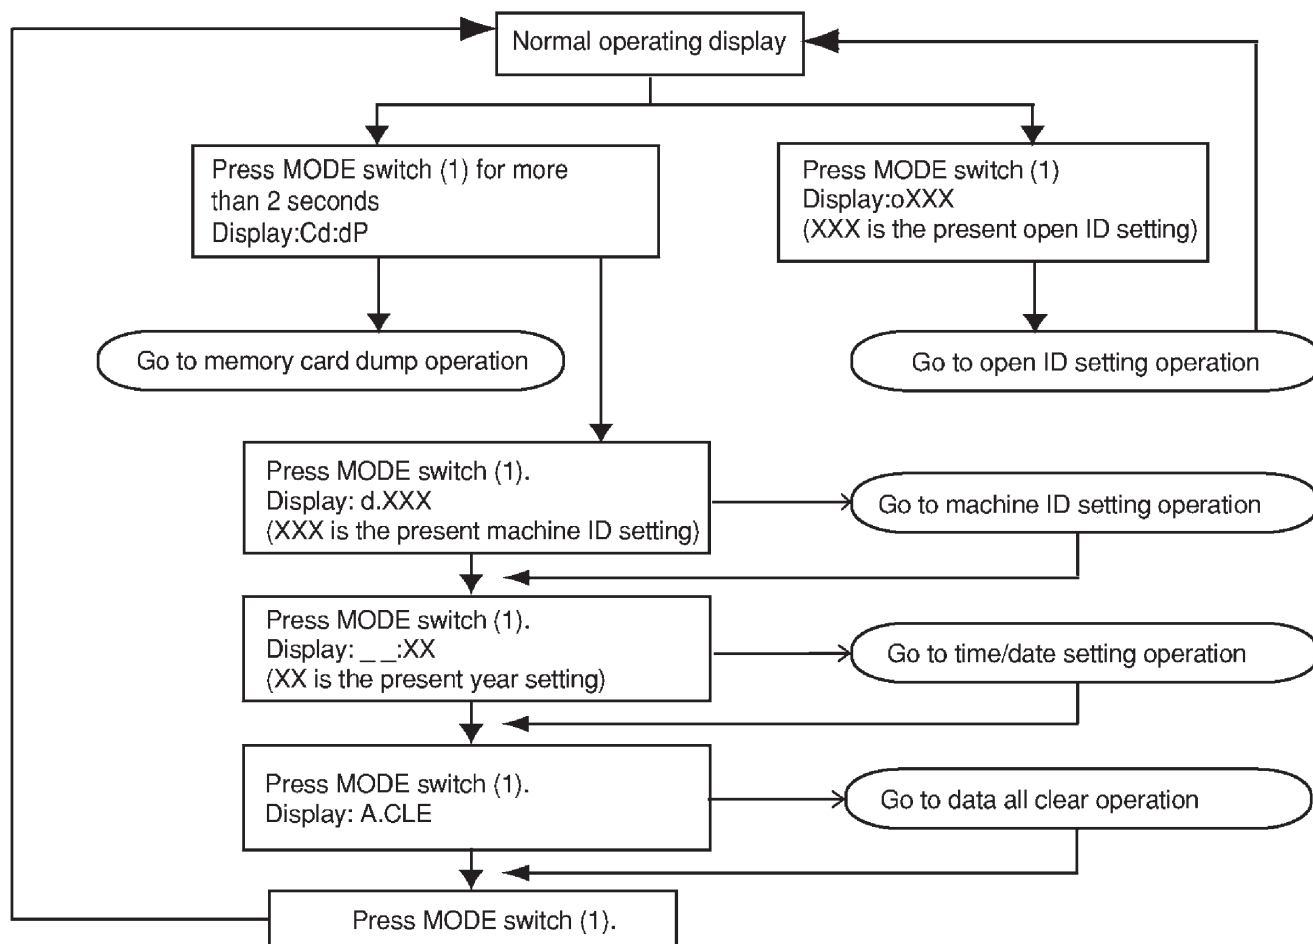 Normal operating display
Press MODE switch (1) for more
than 2 seconds
Display:Cd:dP
Press MODE switch (1)
Display:oXXX
(XXX is the present open ID setting)
Go to memory card dump operation
Go to open ID setting operation
Press MODE switch (1).
Display: d.XXX
(XXX is the present machine ID setting)
Go to machine ID setting operation
Press MODE switch (1).
Display: _ _:XX
(XX is the present year setting)
Go to time/date setting operation
Press MODE switch (1).
Display: A.CLE
Go to data all clear operation
Press MODE switch (1).